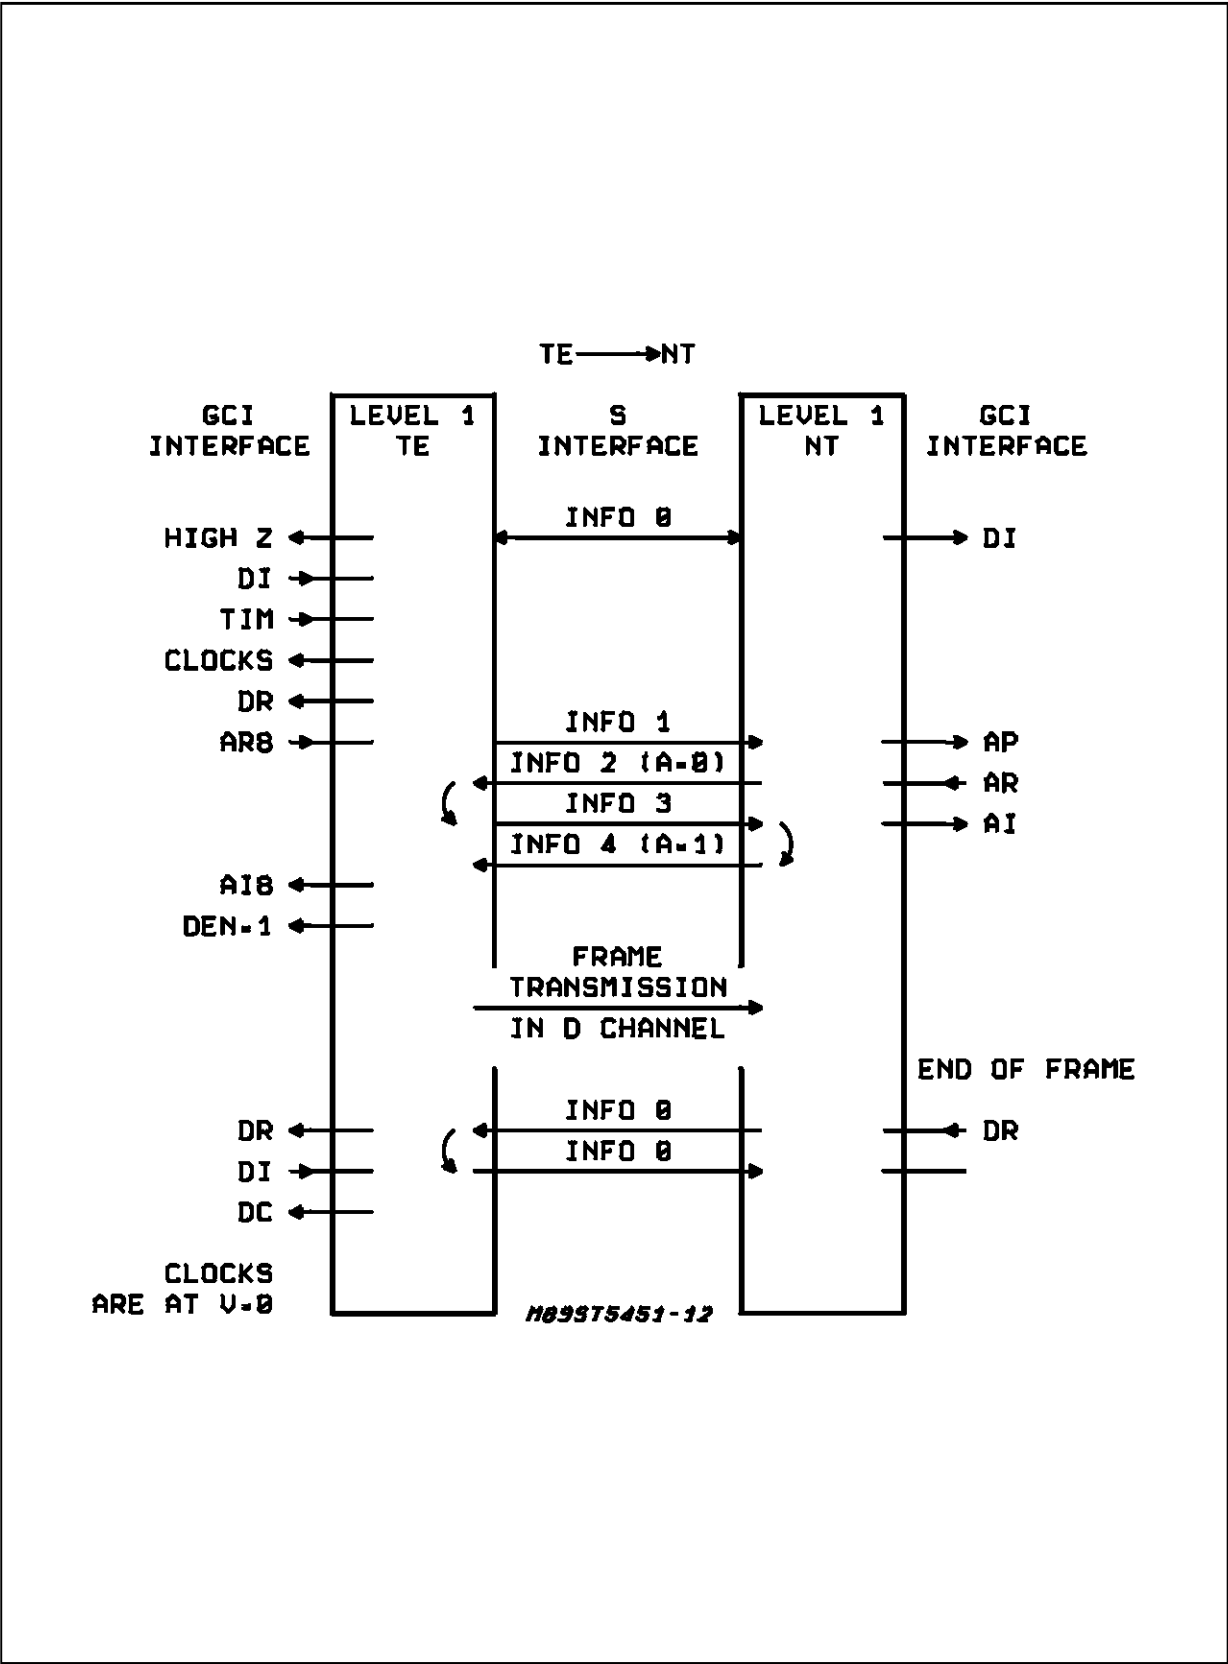 TE NT
GCI LEVEL 1 S LEVEL 1 GCI
INTERFACE TE INTERFACE NT INTERFACE
INFO 0
HIGH Z DI
DI
TIM
CLOCKS
DR
INFO 1
AR8 AP
INFO 2 (A=0)
AR
INFO 3
AI
INFO 4 (A=1)
AI8
DEN=1
FRAME
TRANSMISSION
IN D CHANNEL
END OF FRAME
INFO 0
DR DR
INFO 0
DI
DC
CLOCKS
ARE AT V=0
M89ST5451-12